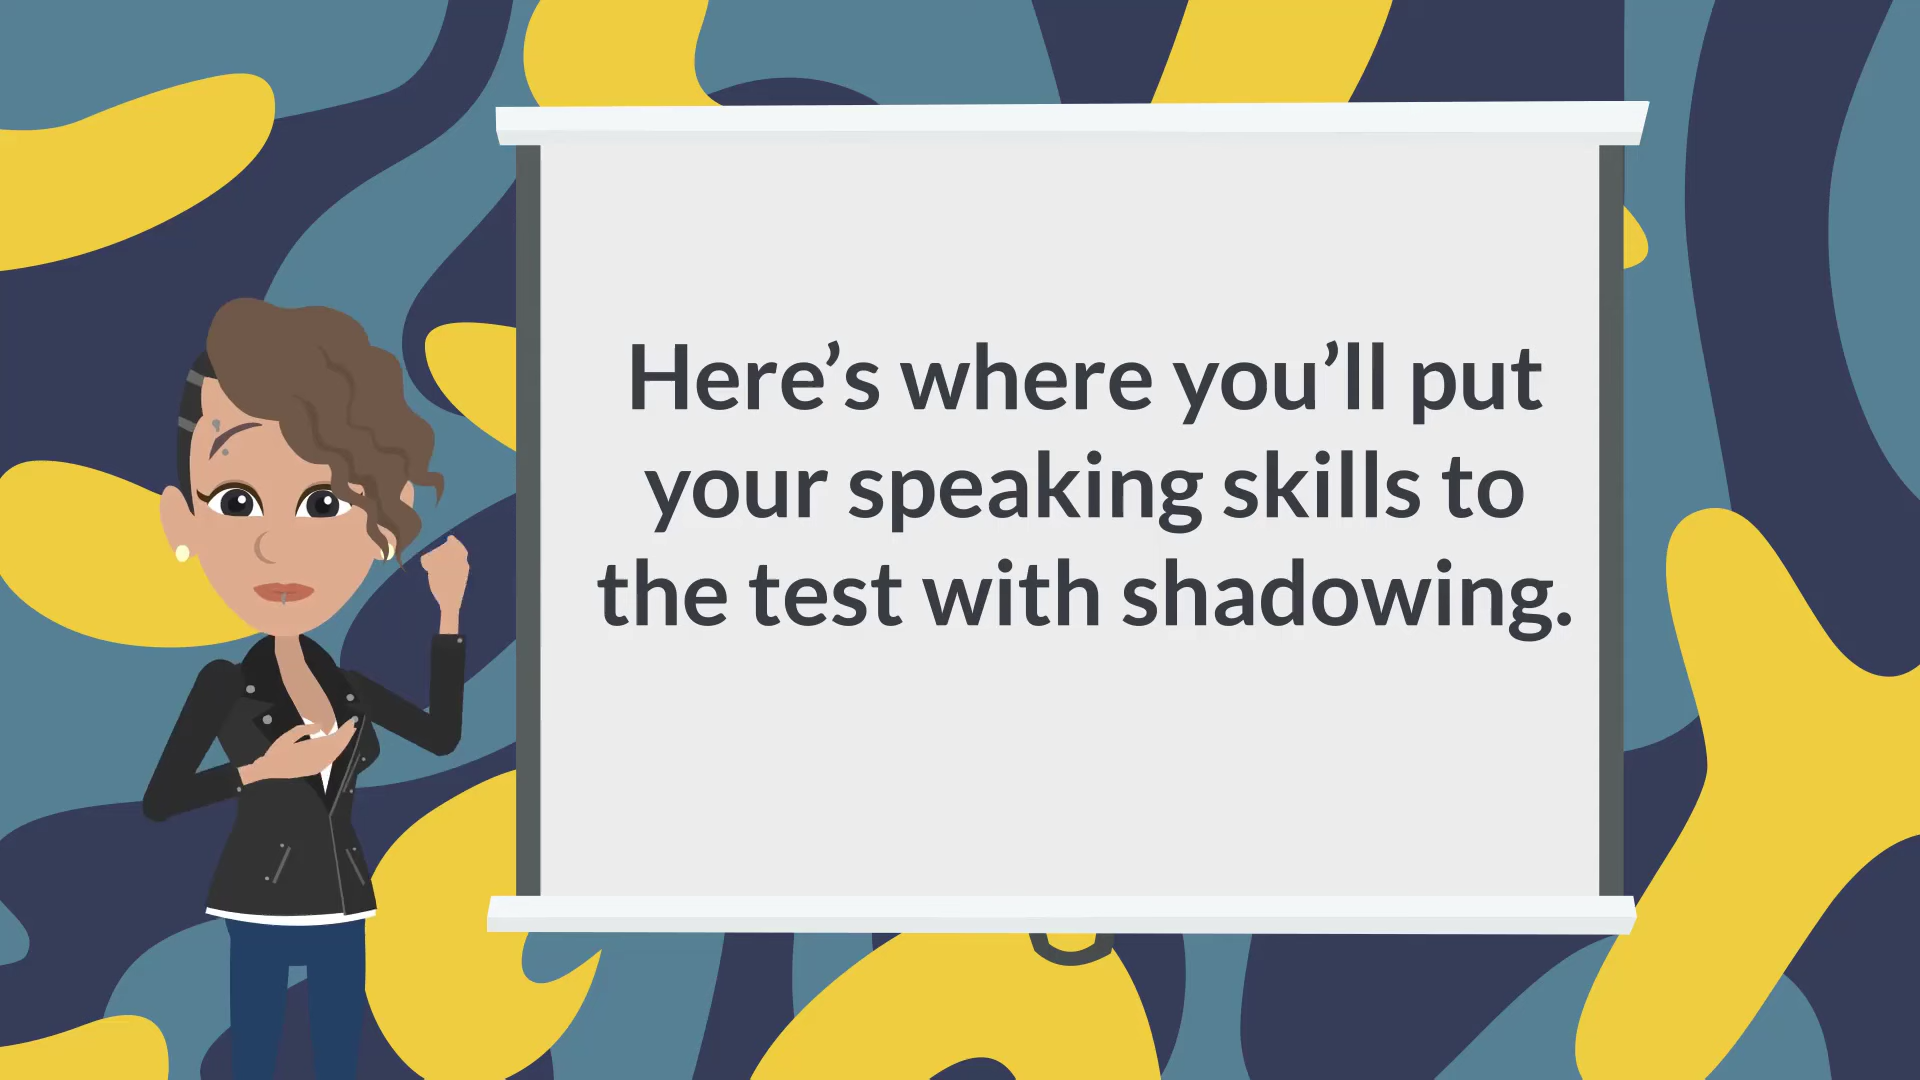 Here’s where you’ll put
your speaking skills to
the test with shadowing.